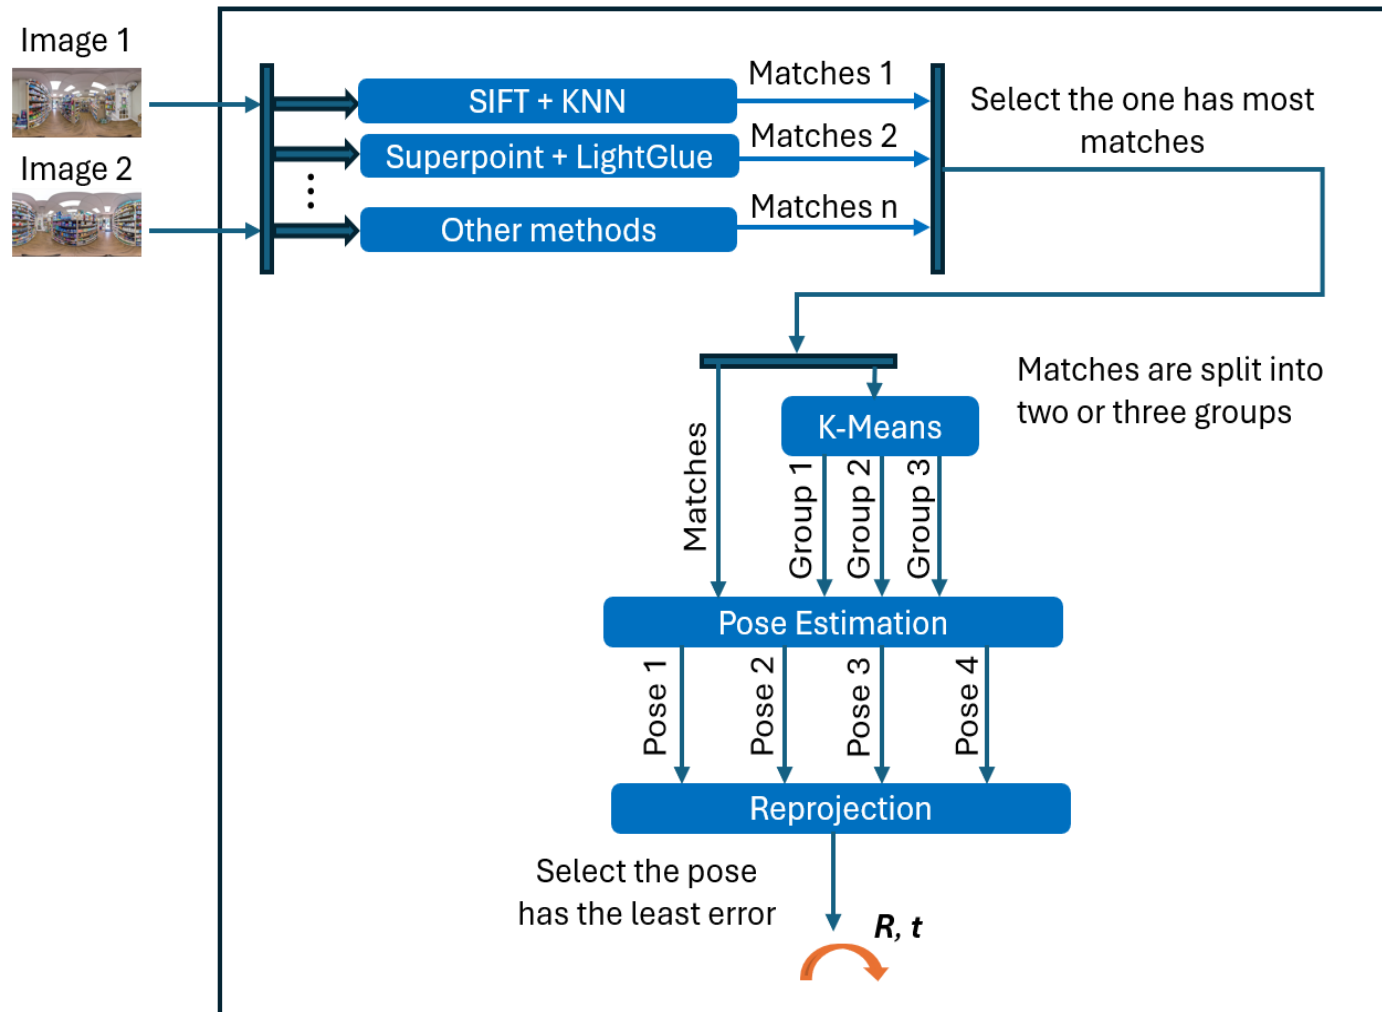 Image 1
Image 2
SIFT + KNN
Superpoint + LightGlue
Other methods
Matches 1
Matches 2
Matches n
Select the one has most
matches
Matches are split into
two or three groups
K-Means
Matches
Group 1
Group 2
Group 3
Pose Estimation
Pose 1
Pose 2
Pose 3
Pose 4
Reprojection
Select the pose
has the least error
R, t